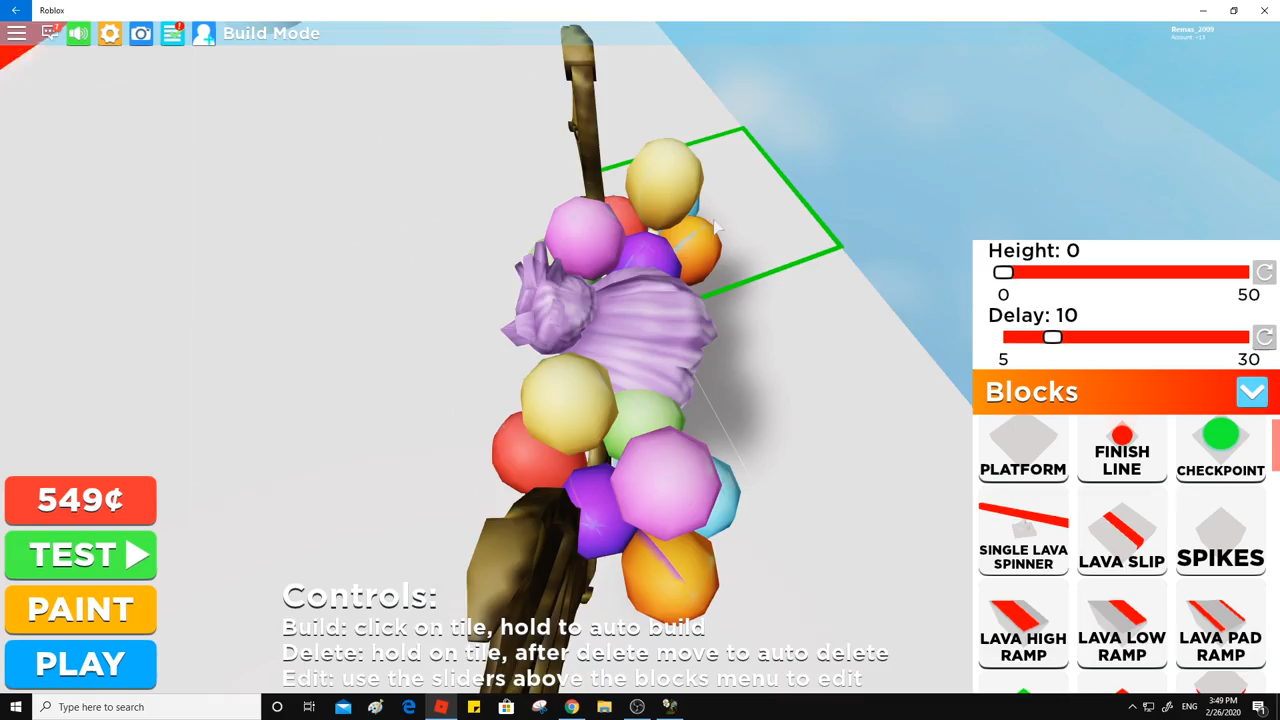 Roblox
Build Mode
Remas_2009
Account: <13
Height: 0
0
50
Delay: 10
5
30
Blocks
PLATFORM
FINISH
LINE
CHECKPOINT
SINGLE LAVA
SPINNER
LAVA SLIP
SPIKES
LAVA HIGH
RAMP
LAVA LOW
RAMP
LAVA PAD
RAMP
549¢
TEST
PAINT
PLAY
Controls:
Build: click on tile, hold to auto build
Delete: hold on tile, after delete move to auto delete
Edit: use the sliders above the blocks menu to edit
Type here to search
ENG
3:49 PM
2/26/2020